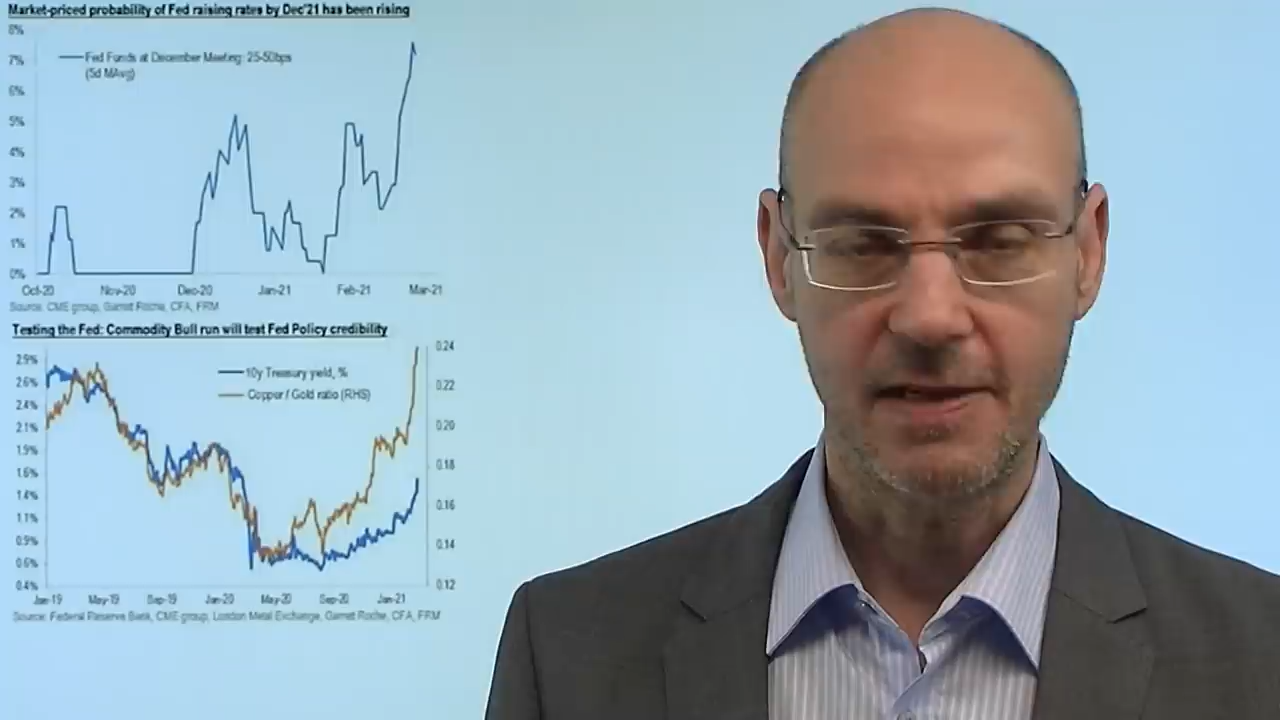 Market-priced probability of Fed raising rates by Dec'21 has been rising
8%
7%
6%
5%
4%
3%
2%
1%
0%
Fed Funds at December Meeting: 25-50bps
(5d MAvg)
Oct-20 Nov-20 Dec-20 Jan-21 Feb-21 Mar-21
Source: CME group, Garret Roche, CFA, FRM
Testing the Fed: Commodity Bull run will test Fed Policy credibility
2.9%
2.6%
2.4%
2.1%
1.9%
1.6%
1.4%
1.1%
0.9%
0.6%
0.4%
10y Treasury yield, %
Copper / Gold ratio (RHS)
0.24
0.22
0.20
0.18
0.16
0.14
0.12
Jan-19 May-19 Sep-19 Jan-20 May-20 Sep-20 Jan-21
Source: Federal Reserve Bank, CME group, London Metal Exchange, Garret Roche, CFA, FRM